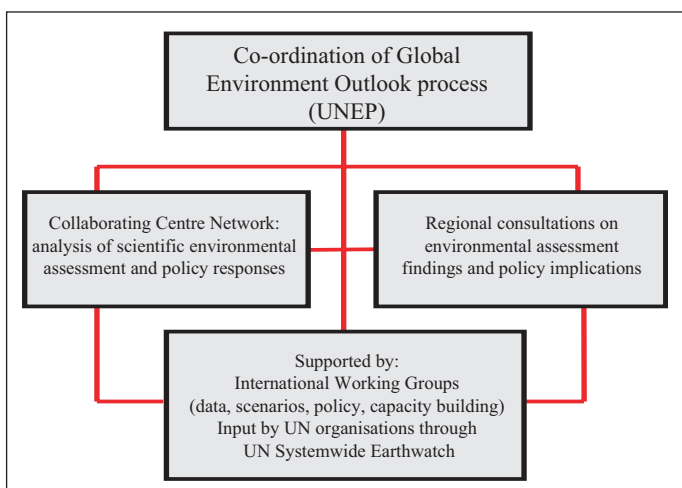 Co-ordination of Global
Environment Outlook process
(UNEP)
Collaborating Centre Network:
analysis of scientific environmental
assessment and policy responses
Regional consultations on
environmental assessment
findings and policy implications
Supported by:
International Working Groups
(data, scenarios, policy, capacity building)
Input by UN organisations through
UN Systemwide Earthwatch